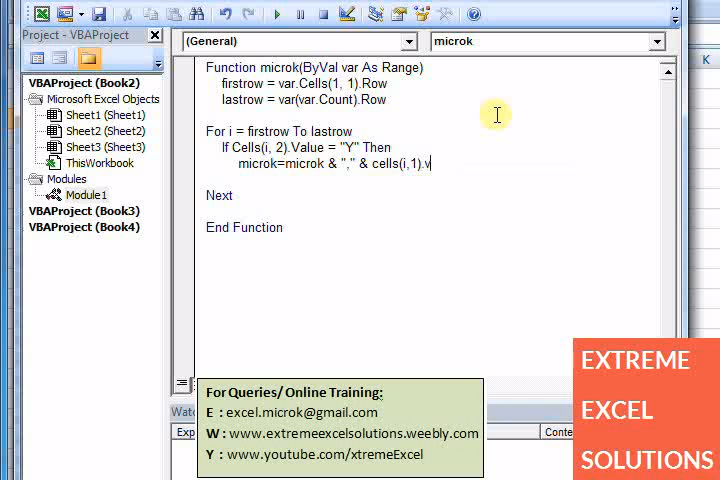 Project - VBAProject
(General)
microk
K
VBAProject (Book2)
Microsoft Excel Objects
Sheet1 (Sheet1)
Sheet2 (Sheet2)
Sheet3 (Sheet3)
ThisWorkbook
Modules
Module1
VBAProject (Book3)
VBAProject (Book4)
Function microk(ByVal var As Range)
firstrow = var.Cells(1, 1).Row
lastrow = var(var.Count).Row
For i = firstrow To lastrow
If Cells(i, 2).Value = "Y" Then
microk=microk & "," & cells(i,1).v
Next
End Function
For Queries/ Online Training:
E : excel.microk@gmail.com
W : www.extremeexcelsolutions.weebly.com
Y : www.youtube.com/xtremeExcel
EXTREME
EXCEL
SOLUTIONS